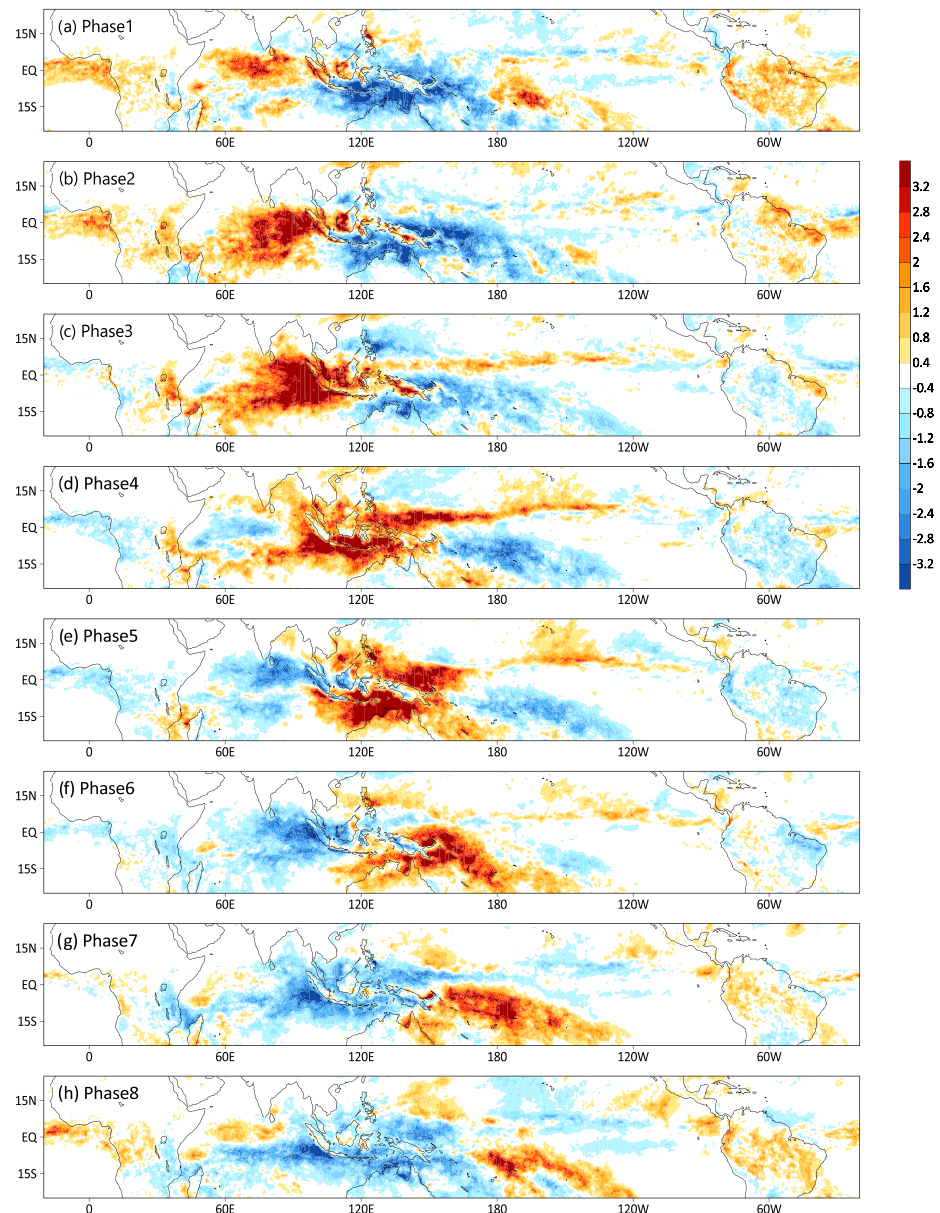 (a) Phase1
15N
EQ
15S
0 60E 120E 180 120W 60W
(b) Phase2
15N
EQ
15S
0 60E 120E 180 120W 60W
(c) Phase3
15N
EQ
15S
0 60E 120E 180 120W 60W
(d) Phase4
15N
EQ
15S
0 60E 120E 180 120W 60W
(e) Phase5
15N
EQ
15S
0 60E 120E 180 120W 60W
(f) Phase6
15N
EQ
15S
0 60E 120E 180 120W 60W
(g) Phase7
15N
EQ
15S
0 60E 120E 180 120W 60W
(h) Phase8
15N
EQ
15S
0 60E 120E 180 120W 60W
3.2
2.8
2.4
2
1.6
1.2
0.8
0.4
-0.4
-0.8
-1.2
-1.6
-2
-2.4
-2.8
-3.2